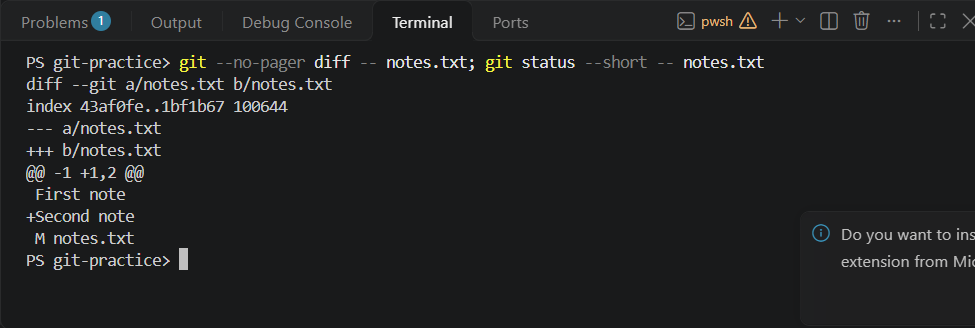 Problems 1 Output Debug Console Terminal Ports pwsh
PS git-practice> git --no-pager diff -- notes.txt; git status --short -- notes.txt
diff --git a/notes.txt b/notes.txt
index 43af0fe..1bf1b67 100644
--- a/notes.txt
+++ b/notes.txt
@@ -1 +1,2 @@
 First note
+Second note
 M notes.txt
PS git-practice>
Do you want to
extension from